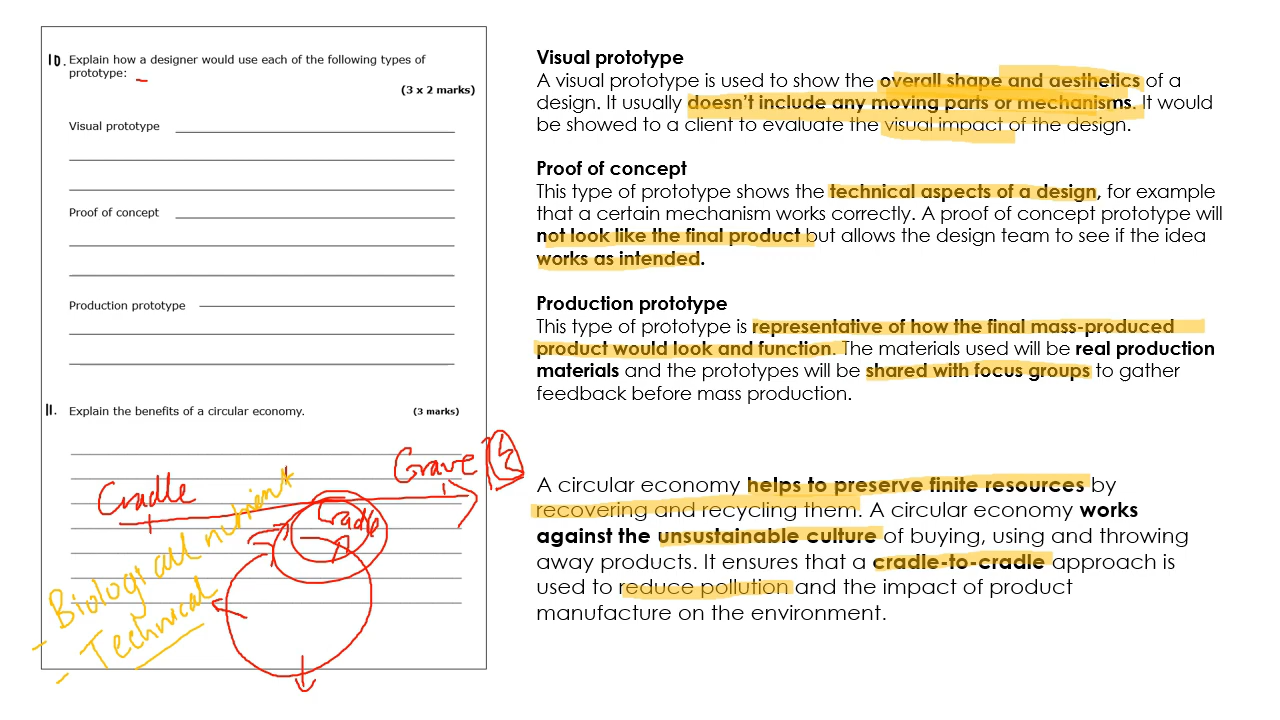 10. Explain how a designer would use each of the following types of
prototype:
(3 x 2 marks)
Visual prototype
Proof of concept
Production prototype
11. Explain the benefits of a circular economy. (3 marks)
Cradle
Grave
Cradle
- Biological nutrient
- Technical
Visual prototype
A visual prototype is used to show the overall shape and aesthetics of a
design. It usually doesn't include any moving parts or mechanisms. It would
be showed to a client to evaluate the visual impact of the design.
Proof of concept
This type of prototype shows the technical aspects of a design, for example
that a certain mechanism works correctly. A proof of concept prototype will
not look like the final product but allows the design team to see if the idea
works as intended.
Production prototype
This type of prototype is representative of how the final mass-produced
product would look and function. The materials used will be real production
materials and the prototypes will be shared with focus groups to gather
feedback before mass production.
A circular economy helps to preserve finite resources by
recovering and recycling them. A circular economy works
against the unsustainable culture of buying, using and throwing
away products. It ensures that a cradle-to-cradle approach is
used to reduce pollution and the impact of product
manufacture on the environment.